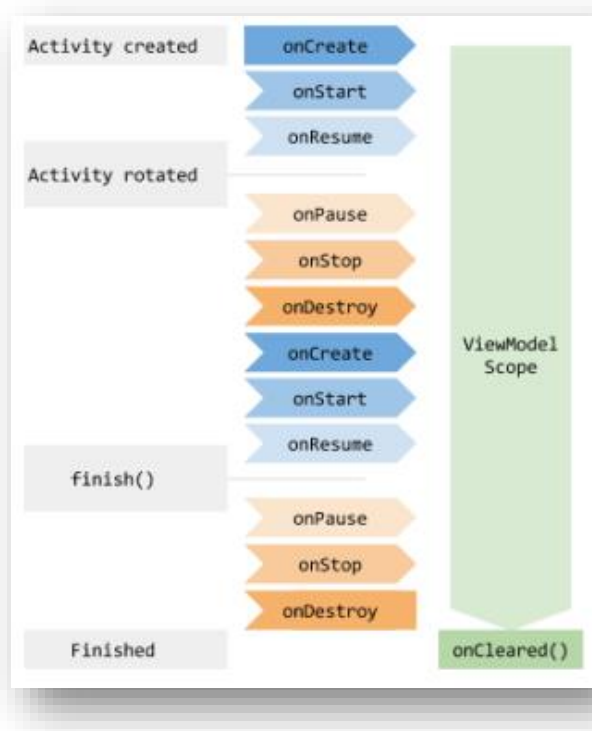 Activity created
onCreate
onStart
onResume
Activity rotated
onPause
onStop
onDestroy
onCreate
ViewModel
Scope
onStart
onResume
finish()
onPause
onStop
onDestroy
Finished
onCleared()